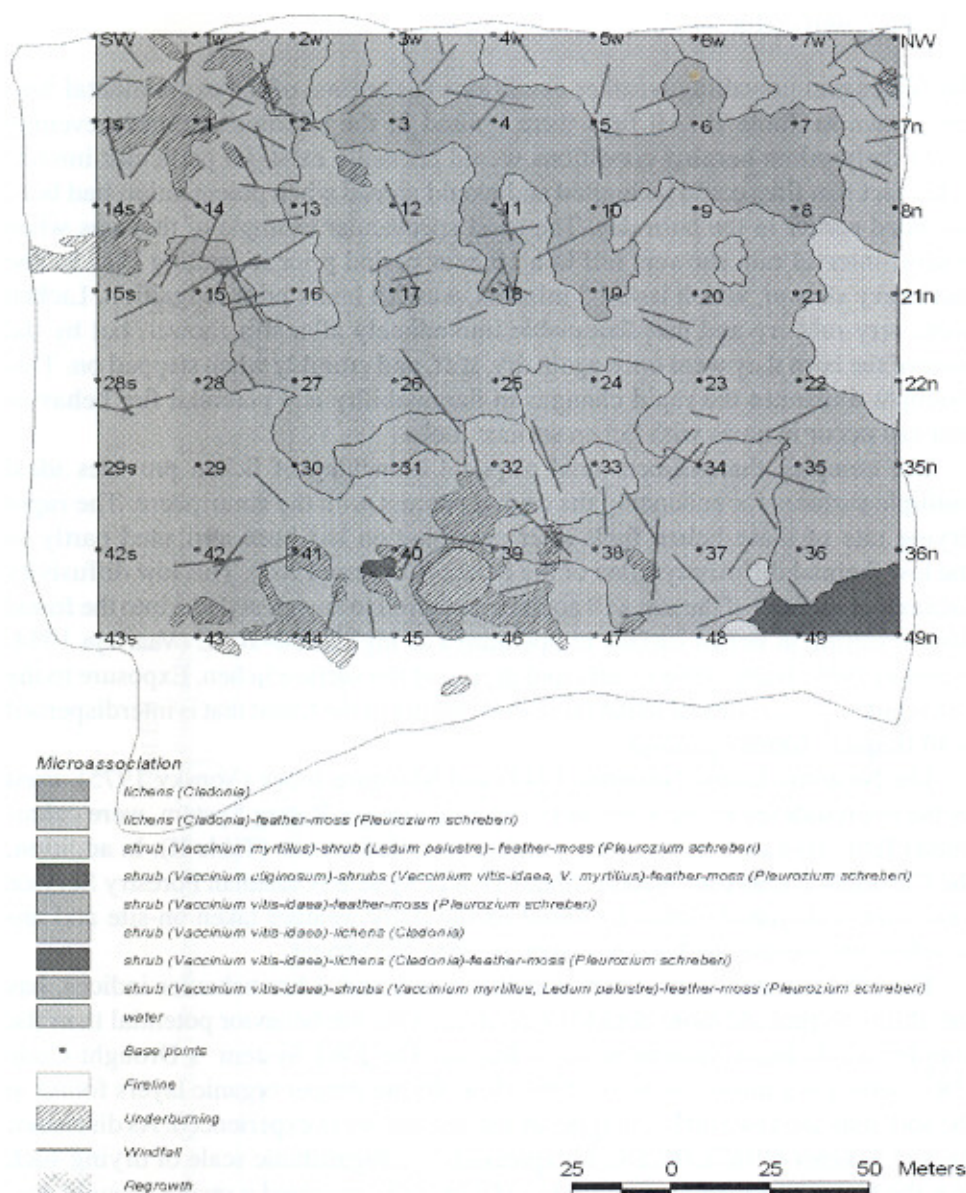 SW 1w 2w 3w 4w 5w 6w 7w NW
1s 1 2 3 4 5 6 7 7n
14s 14 13 12 11 10 9 8 8n
15s 15 16 17 18 19 20 21 21n
28s 28 27 26 25 24 23 22 22n
29s 29 30 31 32 33 34 35 35n
42s 42 41 40 39 38 37 36 36n
43s 43 44 45 46 47 48 49 49n
Microassociation
lichens (Cladonia)
lichens (Cladonia)-feather-moss (Pleurozium schreberi)
shrub (Vaccinium myrtillus)-shrub (Ledum palustre)- feather-moss (Pleurozium schreberi)
shrub (Vaccinium uliginosum)-shrubs (Vaccinium vitis-idaea, V. myrtilius)-feather-moss (Pleurozium schreberi)
shrub (Vaccinium vitis-idaea)-feather-moss (Pleurozium schreberi)
shrub (Vaccinium vitis-idaea)-lichens (Cladonia)
shrub (Vaccinium vitis-idaea)-lichens (Cladonia)-feather-moss (Pleurozium schreberi)
shrub (Vaccinium vitis-idaea)-shrubs (Vaccinium myrtillus, Ledum palustre)-feather-moss (Pleurozium schreberi)
water
Base points
Fireline
Underburning
Windfall
Regrowth
25 0 25 50 Meters